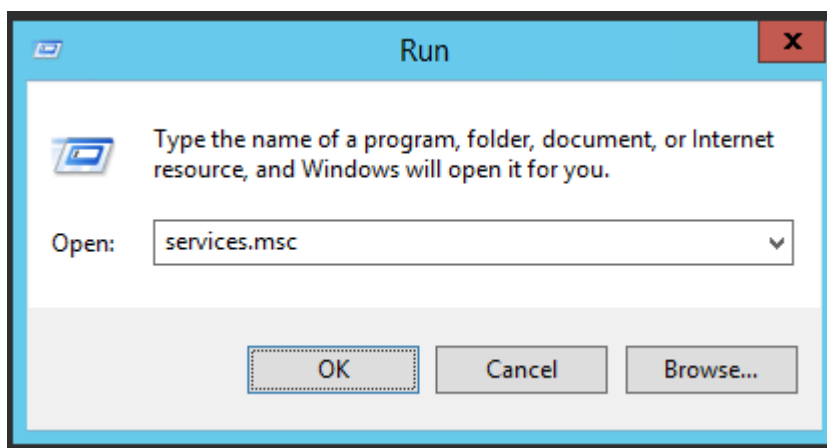 Run
x
Type the name of a program, folder, document, or Internet
resource, and Windows will open it for you.
Open: services.msc
OK Cancel Browse...